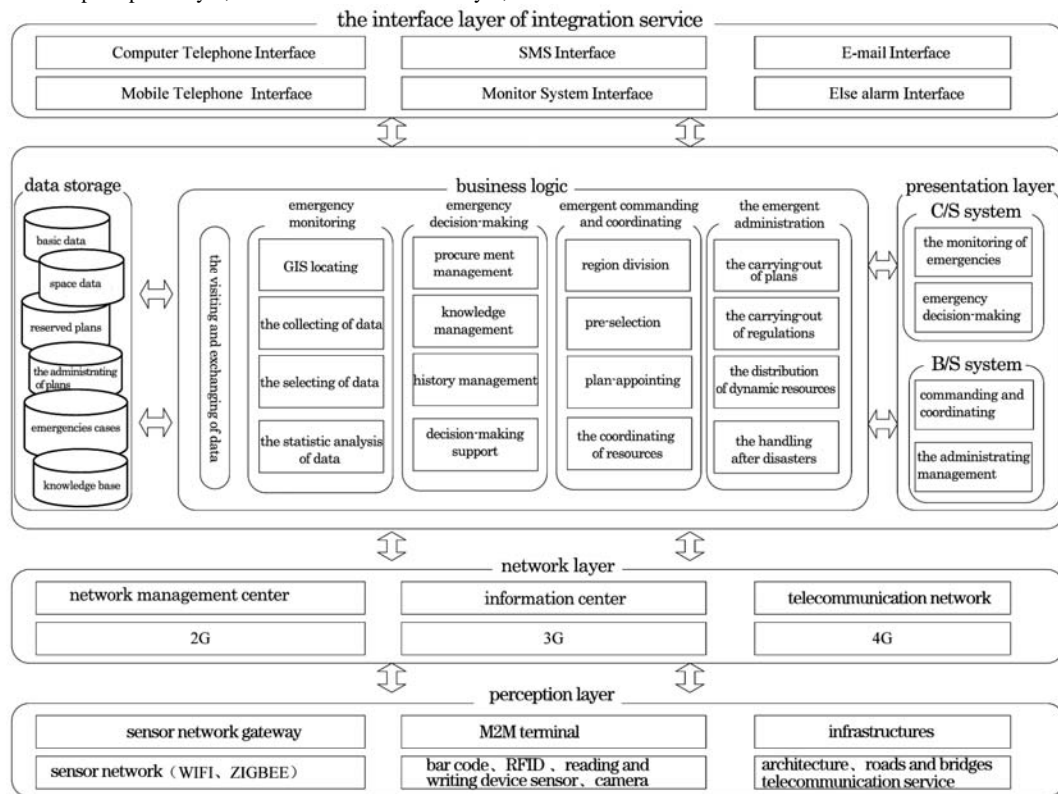 the interface layer of integration service
Computer Telephone Interface
SMS Interface
E-mail Interface
Mobile Telephone Interface
Monitor System Interface
Else alarm Interface
data storage
basic data
space data
reserved plans
the administrating
of plans
emergencies cases
knowledge base
business logic
the visiting and exchanging of data
emergency
monitoring
GIS locating
the collecting of data
the selecting of data
the statistic analysis
of data
emergency
decision-making
procure ment
management
knowledge
management
history management
decision-making
support
emergent commanding
and coordinating
region division
pre-selection
plan-appointing
the coordinating
of resources
the emergent
administration
the carrying-out of
plans
the carrying-out
of regulations
the distribution
of dynamic resources
the handling
after disasters
presentation layer
C/S system
the monitoring of
emergencies
emergency
decision-making
B/S system
commanding and
coordinating
the administrating
management
network layer
network management center
information center
telecommunication network
2G
3G
4G
perception layer
sensor network gateway
M2M terminal
infrastructures
sensor network（WIFI、ZIGBEE）
bar code、RFID 、reading and
writing device sensor、camera
architecture、roads and bridges
telecommunication service